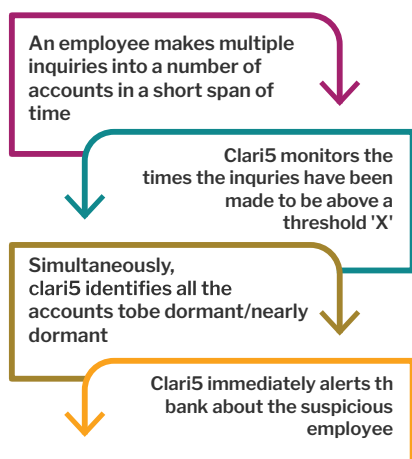 An employee makes multiple
inquiries into a number of
accounts in a short span of
time
Clari5 monitors the
times the inquries have been
made to be above a
threshold 'X'
Simultaneously,
clari5 identifies all the
accounts tobe dormant/nearly
dormant
Clari5 immediately alerts th
bank about the suspicious
employee